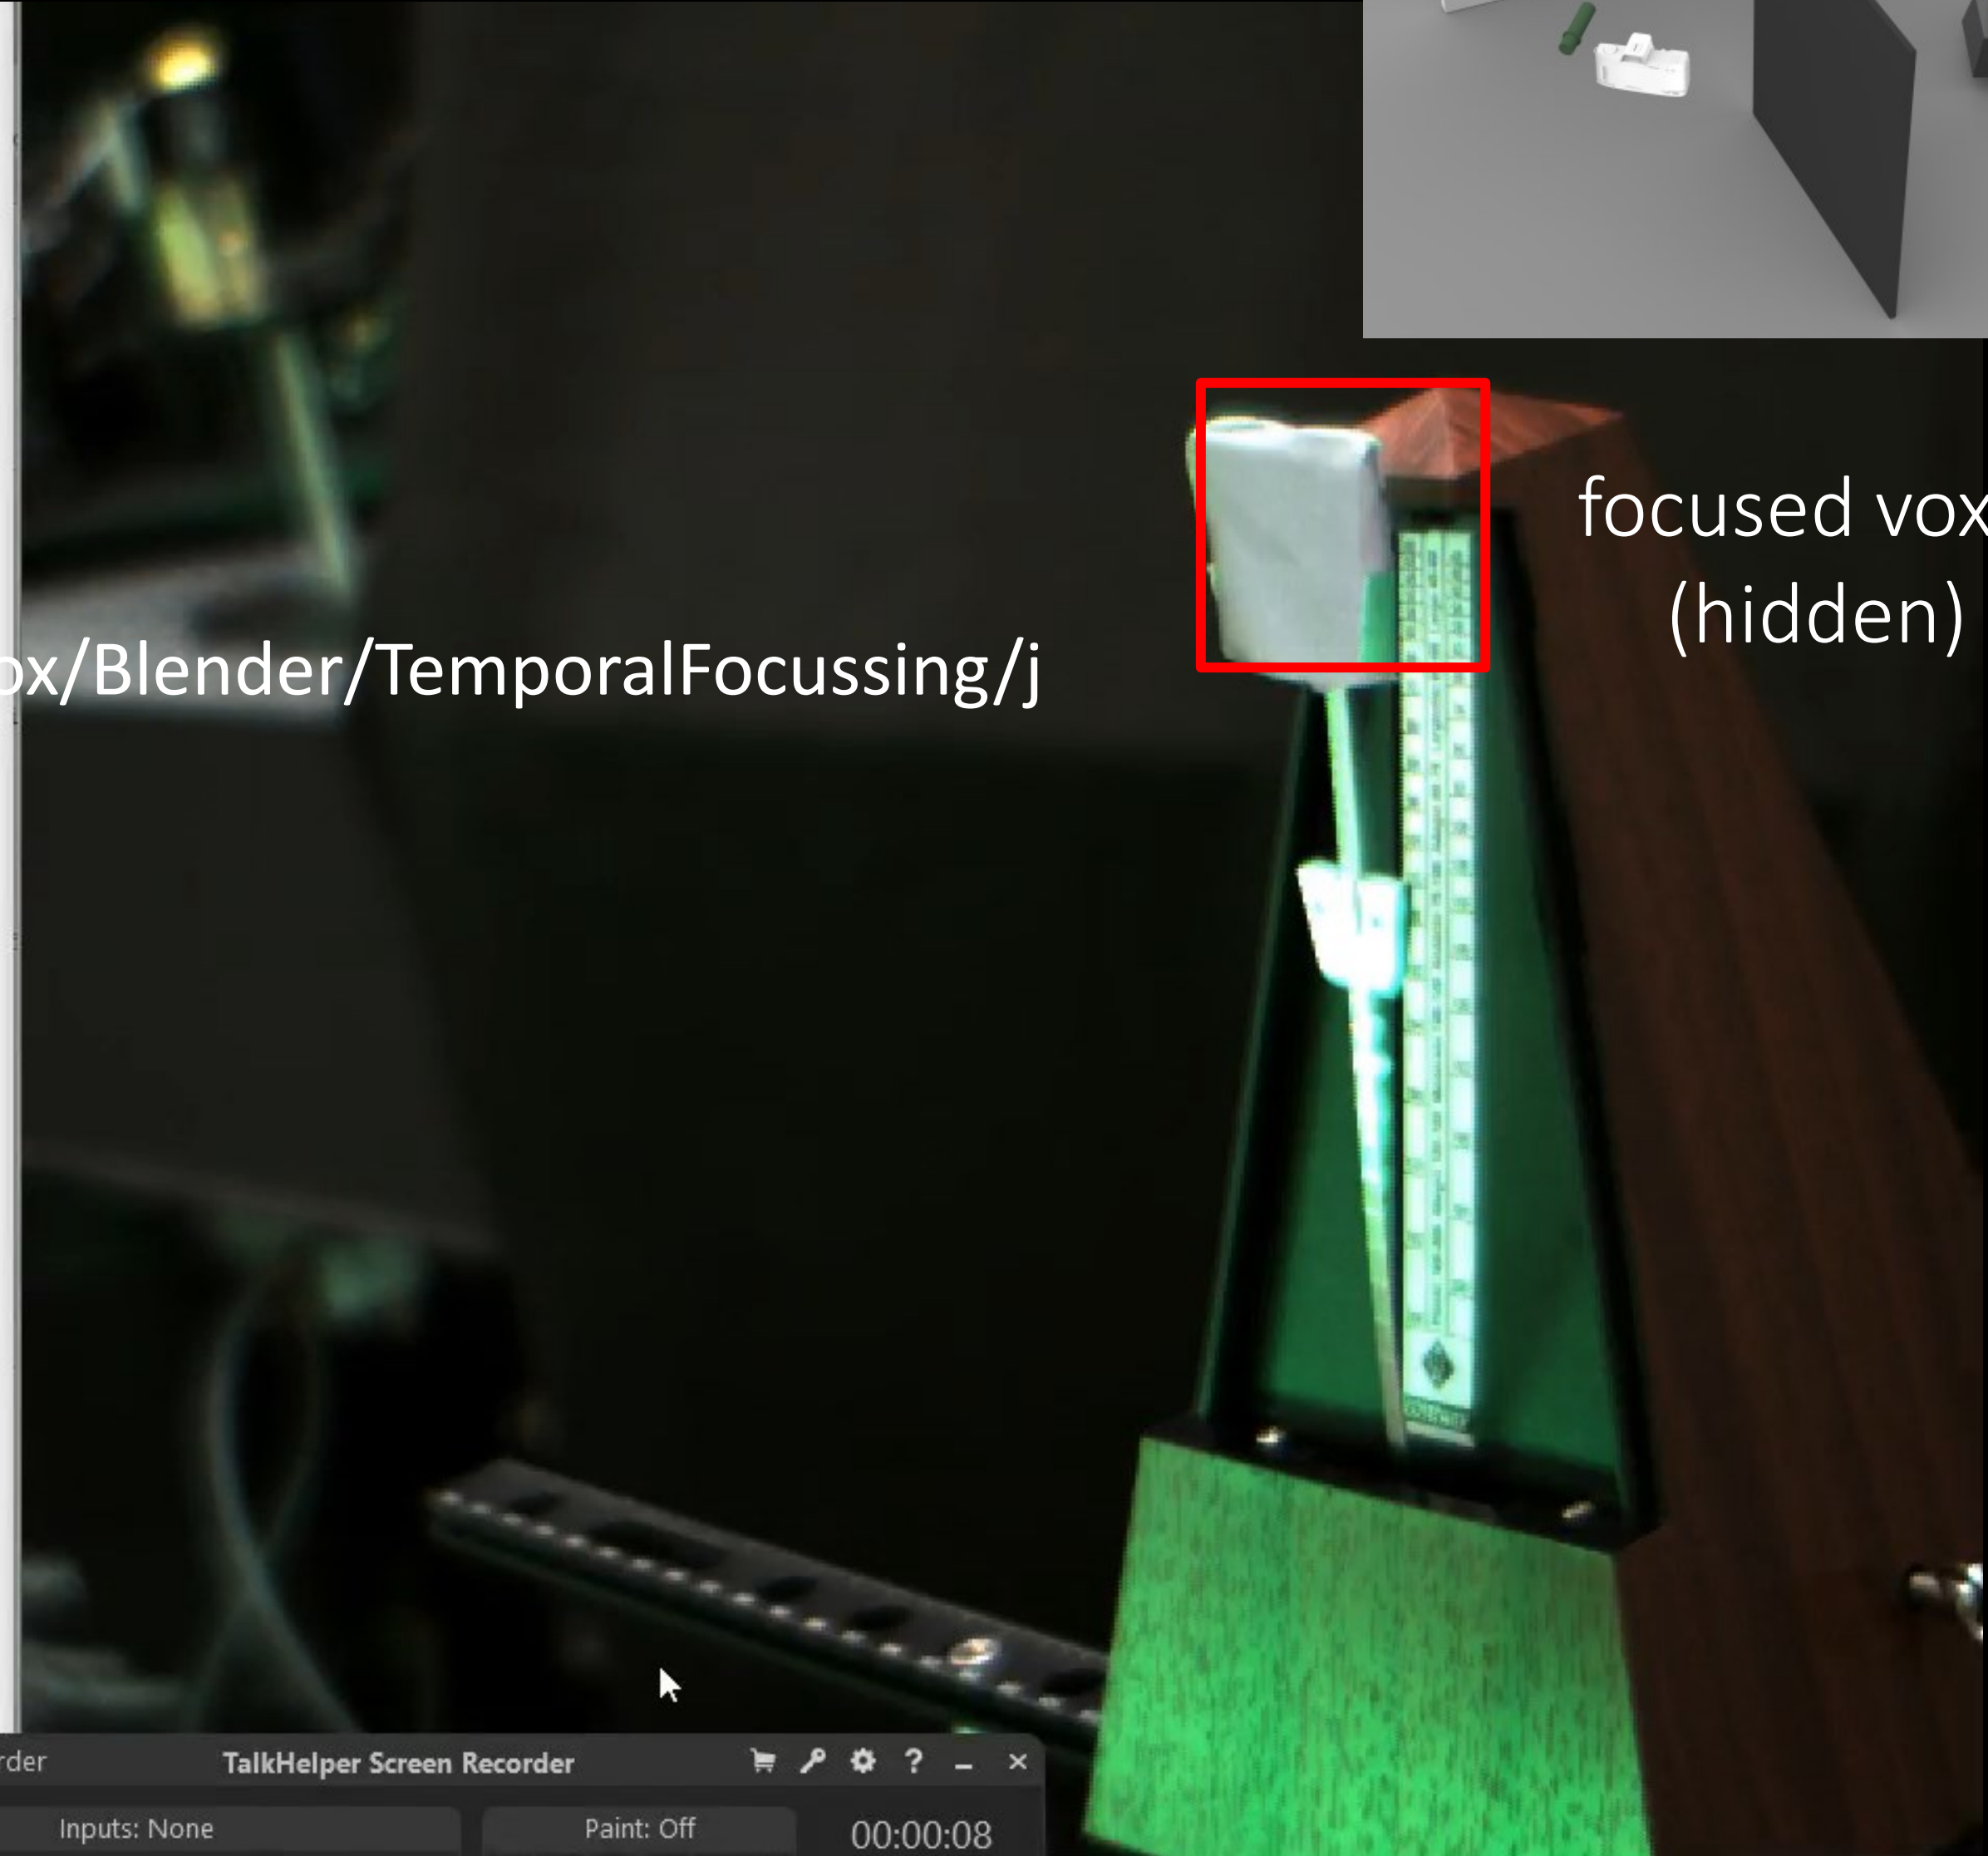 focused vox
(hidden)
ox/Blender/TemporalFocussing/j
rder
TalkHelper Screen Recorder
?
Inputs: None
Paint: Off
00:00:08